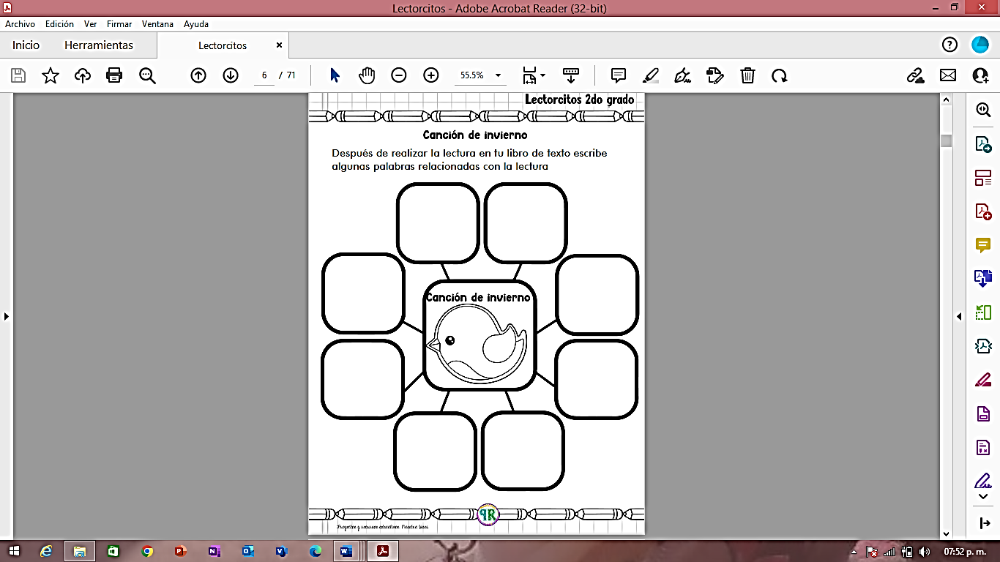 Lectorcitos - Adobe Acrobat Reader (32-bit)
Archivo Edición Ver Firmar Ventana Ayuda
Inicio Herramientas Lectorcitos
6 / 71 55.5%
Lectorcitos 2do grado
Canción de invierno
Después de realizar la lectura en tu libro de texto escribe
algunas palabras relacionadas con la lectura
Canción de invierno
PR
Proyectos y recursos educativos
07:52 p. m.